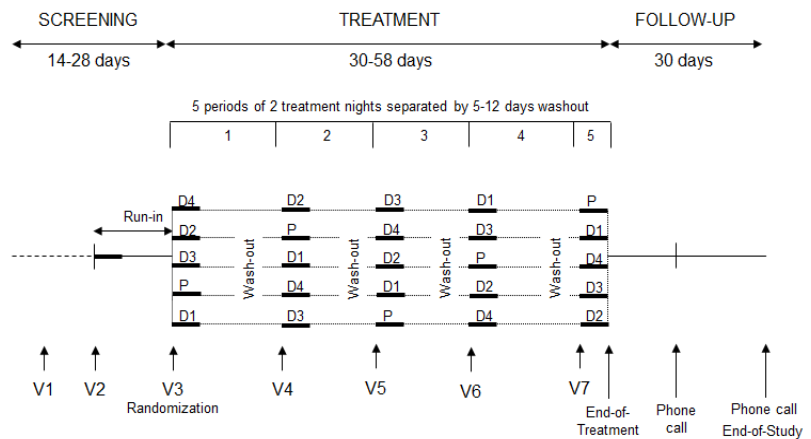 SCREENING TREATMENT FOLLOW-UP
14-28 days 30-58 days 30 days
5 periods of 2 treatment nights separated by 5-12 days washout
1 2 3 4 5
D4 D2 D3 D1 P
Run-in
D2 P D4 D3 D1
D3 D1 D2 P D4
P D4 D1 D2 D3
D1 D3 P D4 D2
Wash-out Wash-out Wash-out Wash-out
V1 V2 V3 V4 V5 V6 V7
Randomization
End-of-
Treatment
Phone
call
Phone call
End-of-Study